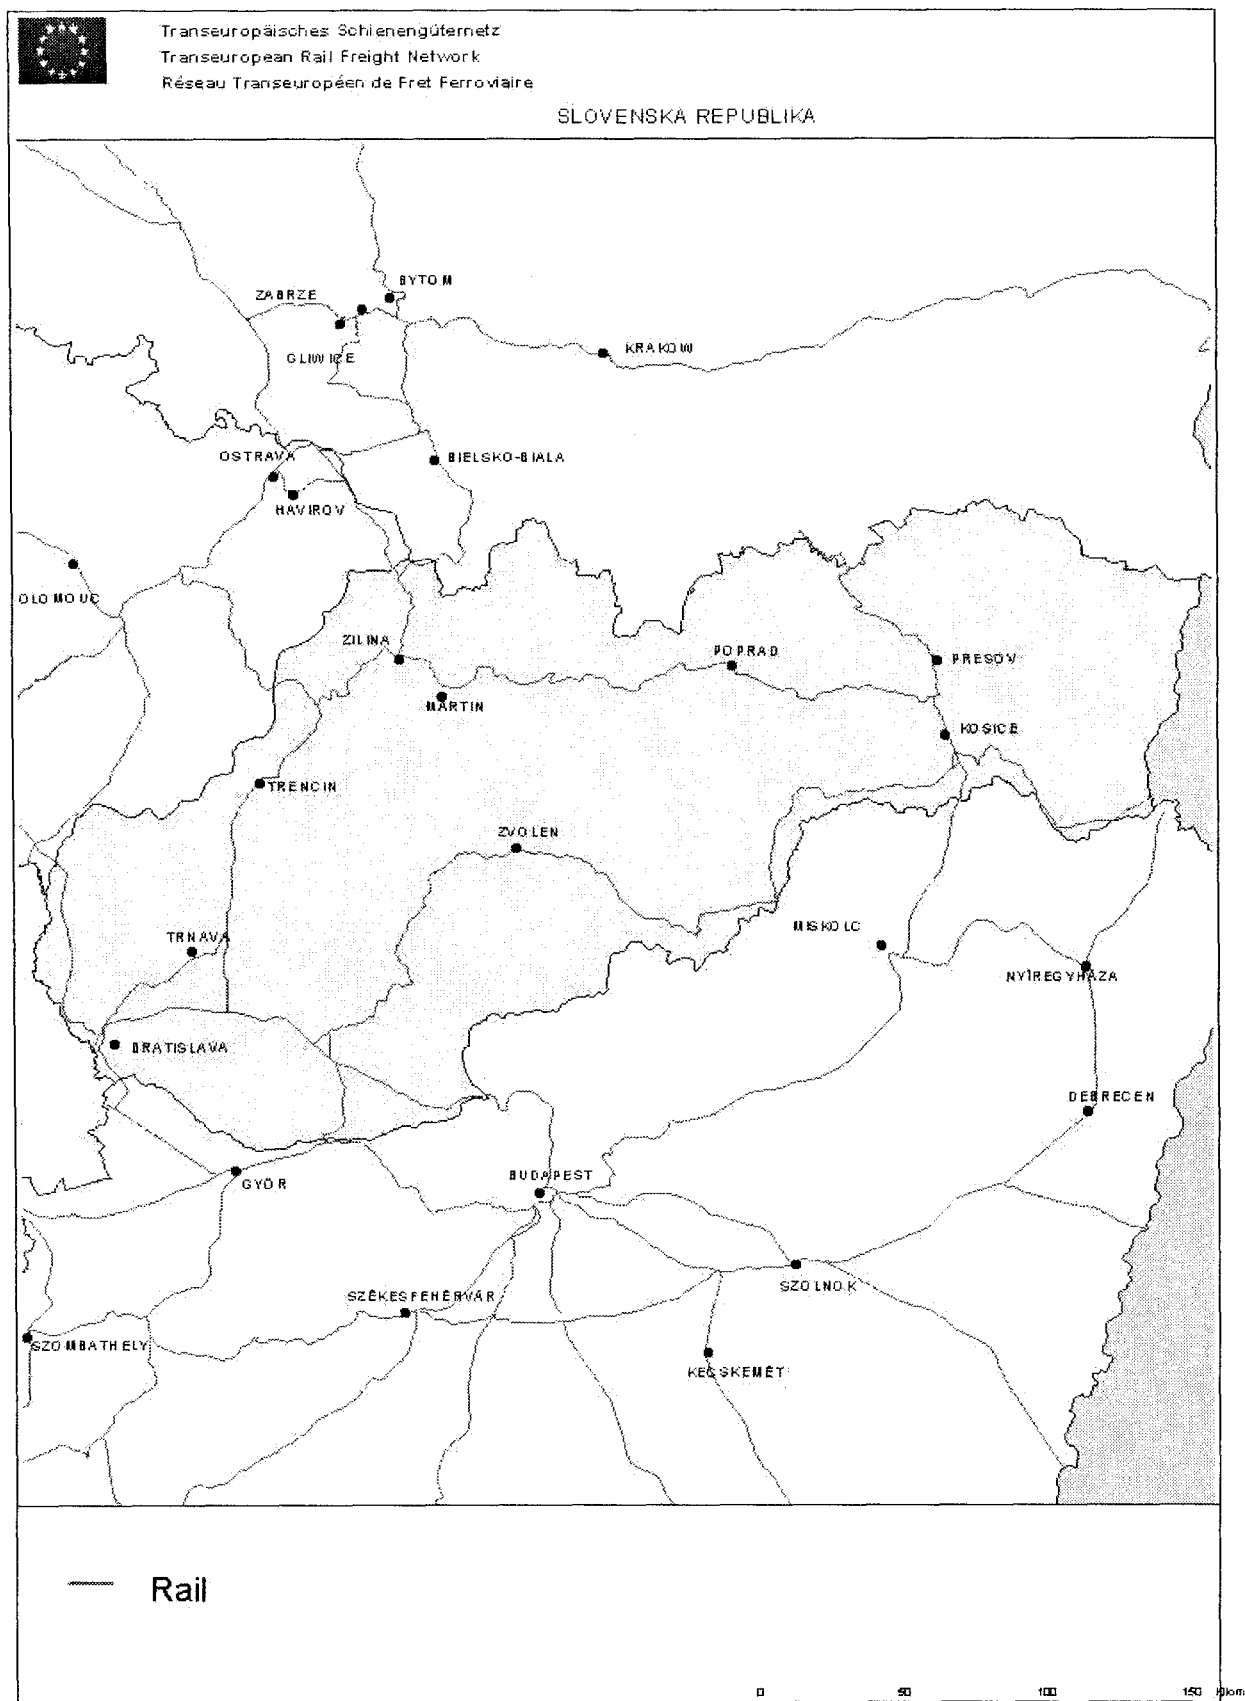 Transeuropäisches Schienengüternetz
Transeuropean Rail Freight Network
Réseau Transeuropéen de Fret Ferroviaire
SLOVENSKA REPUBLIKA
BYTOM
ZABRZE
GLIWICE
KRAKOW
OSTRAVA
BIELSKO-BIALA
HAVIROV
OLOMOUC
ZILINA
POPRAD
PRESOV
MARTIN
KOSICE
TRENCIN
ZVOLEN
MISKOLC
TRNAVA
NYÍREGYHÁZA
BRATISLAVA
DEBRECEN
BUDAPEST
GYÖR
SZOLNOK
SZÉKESFEHÉRVÁR
SZOMBATHELY
KECSKEMÉT
Rail
0 50 100 150 Kilom